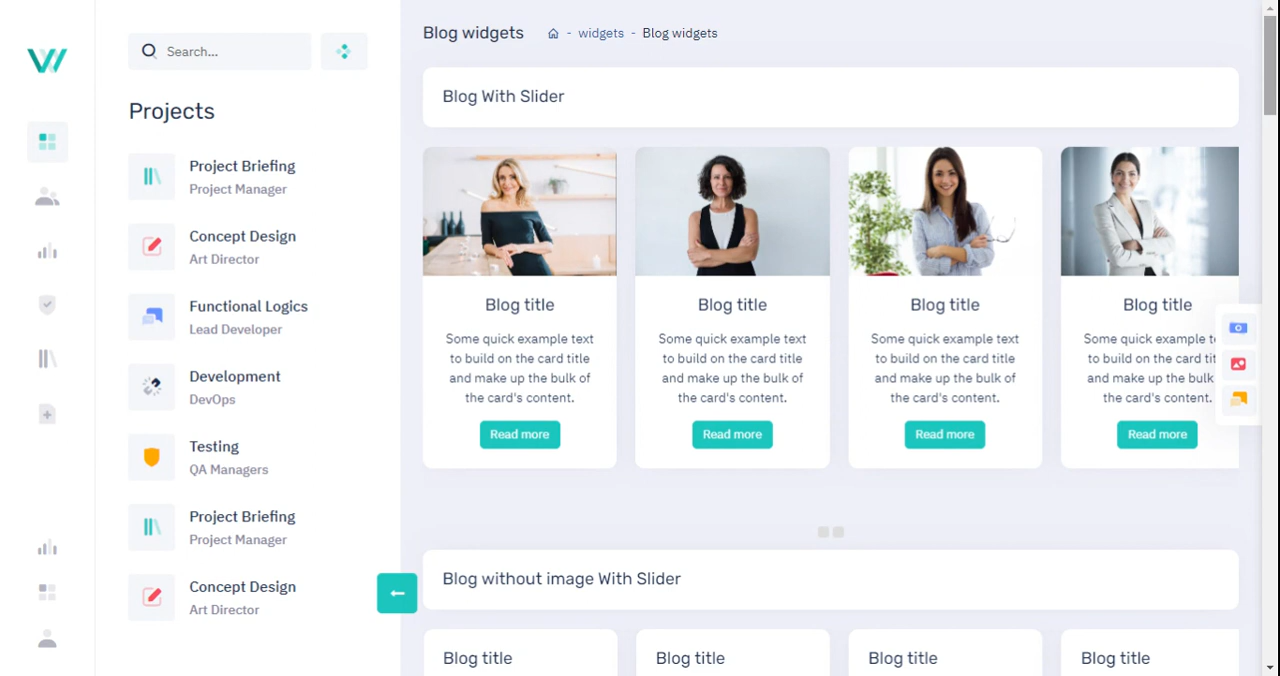 Search...
Projects
Project Briefing
Project Manager
Concept Design
Art Director
Functional Logics
Lead Developer
Development
DevOps
Testing
QA Managers
Project Briefing
Project Manager
Concept Design
Art Director
Blog widgets
- widgets - Blog widgets
Blog With Slider
Blog title
Some quick example text
to build on the card title
and make up the bulk of
the card's content.
Read more
Blog title
Some quick example text
to build on the card title
and make up the bulk of
the card's content.
Read more
Blog title
Some quick example text
to build on the card title
and make up the bulk of
the card's content.
Read more
Blog title
Some quick example
to build on the card
and make up the bulk
the card's content.
Read more
Blog without image With Slider
Blog title
Blog title
Blog title
Blog title